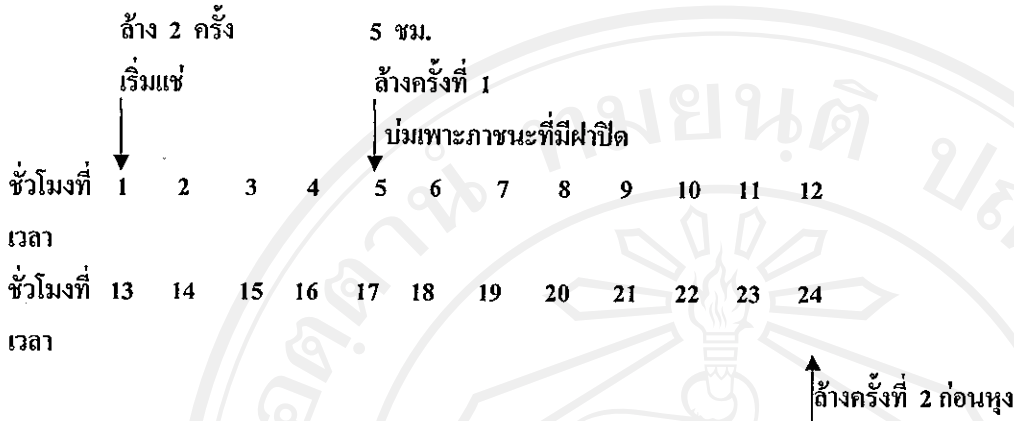 ล้าง 2 ครั้ง 5 ชม.
เริ่มแช่ ล้างครั้งที่ 1
บ่มเพาะภาชนะที่มีฝาปิด
ชั่วโมงที่ 1 2 3 4 5 6 7 8 9 10 11 12
เวลา
ชั่วโมงที่ 13 14 15 16 17 18 19 20 21 22 23 24
เวลา
ล้างครั้งที่ 2 ก่อนหุง